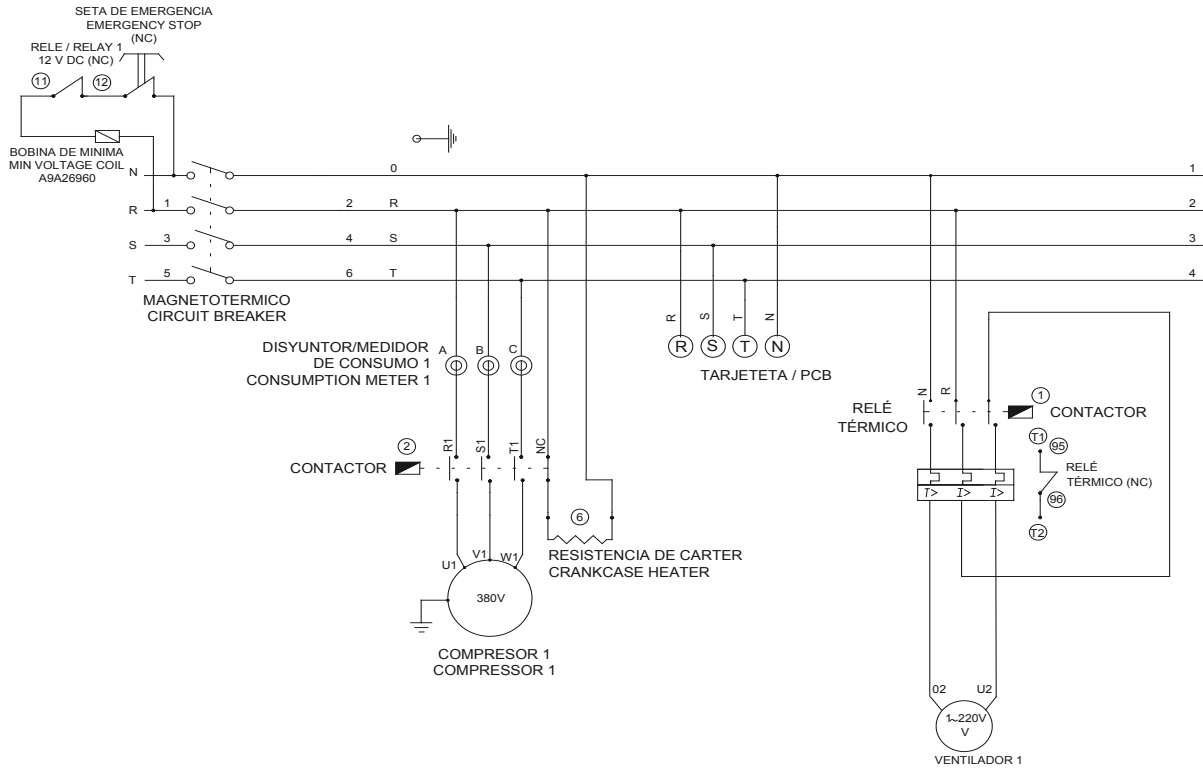 SETA DE EMERGENCIA
EMERGENCY STOP
(NC)
RELE / RELAY 1
12 V DC (NC)
11
12
BOBINA DE MINIMA
MIN VOLTAGE COIL
A9A26960
N
0
1
R
1
2
R
2
S
3
4
S
3
T
5
6
T
4
MAGNETOTERMICO
CIRCUIT BREAKER
R
S
T
N
R
S
T
N
TARJETETA / PCB
DISYUNTOR/MEDIDOR
DE CONSUMO 1
CONSUMPTION METER 1
A
B
C
2
CONTACTOR
R1
S1
T1
NC
6
RESISTENCIA DE CARTER
CRANKCASE HEATER
U1
V1
W1
380V
COMPRESOR 1
COMPRESSOR 1
N
R
RELÉ
TÉRMICO
1
CONTACTOR
T1
95
RELÉ
TÉRMICO (NC)
96
T2
I>
I>
I>
02
U2
1~220V
V
VENTILADOR 1